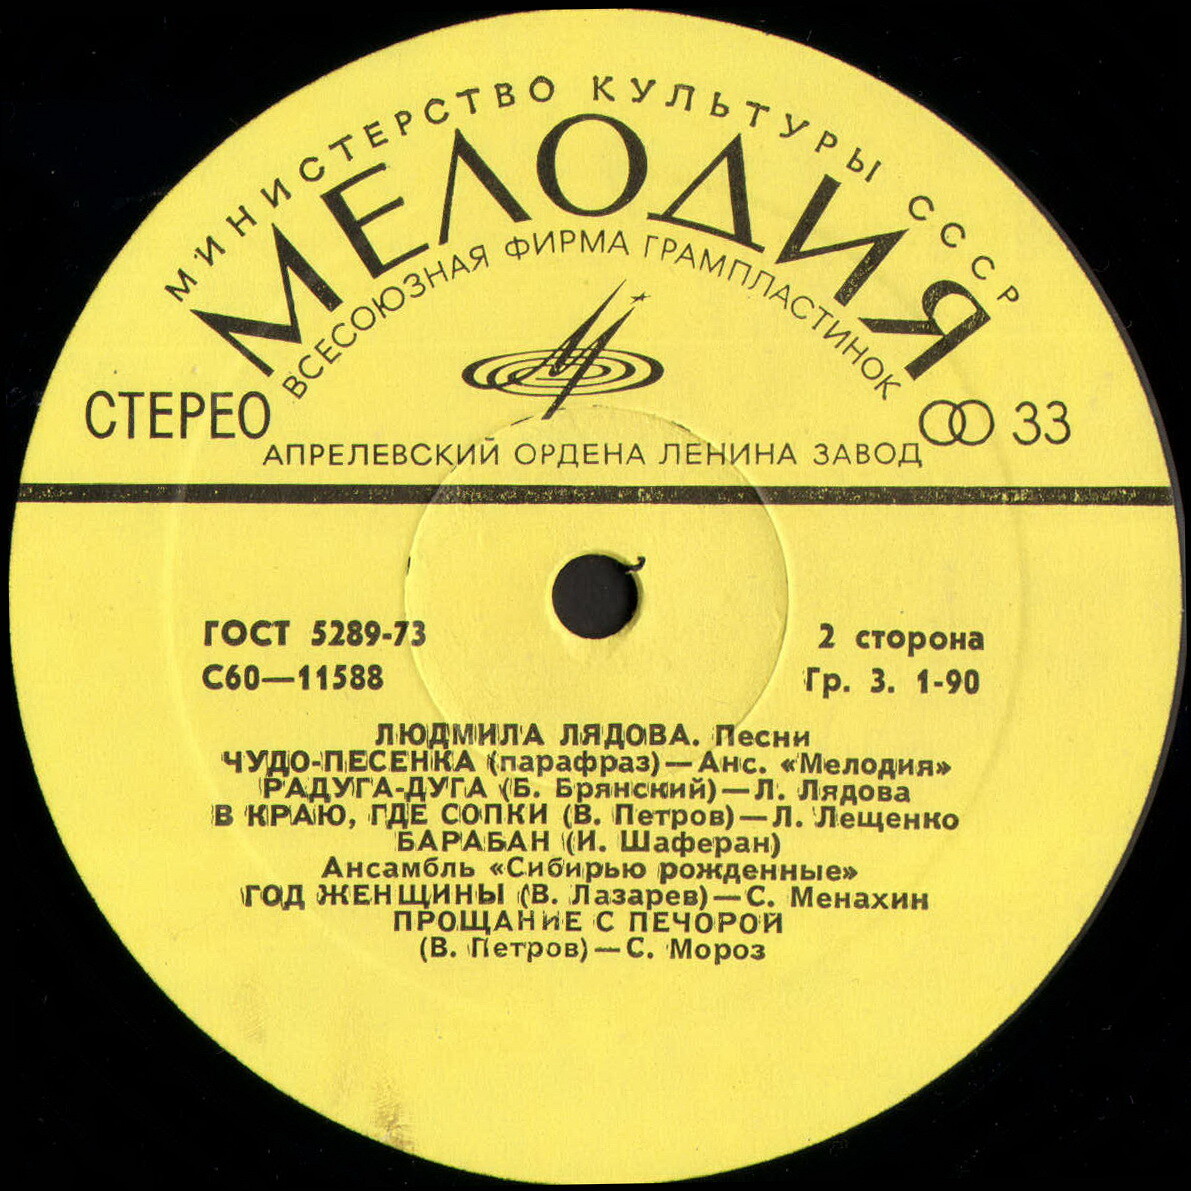 МИНИСТЕРСТВО КУЛЬТУРЫ СССР
МЕЛОДИЯ
ВСЕСОЮЗНАЯ ФИРМА ГРАМПЛАСТИНОК
СТЕРЕО
33
АПРЕЛЕВСКИЙ ОРДЕНА ЛЕНИНА ЗАВОД
ГОСТ 5289-73
2 сторона
С60—11588
Гр. 3. 1-90
ЛЮДМИЛА ЛЯДОВА. Песни
ЧУДО-ПЕСЕНКА (парафраз)—Анс. «Мелодия»
РАДУГА-ДУГА (Б. Брянский)—Л. Лядова
В КРАЮ, ГДЕ СОПКИ (В. Петров)—Л. Лещенко
БАРАБАН (И. Шаферан)
Ансамбль «Сибирью рожденные»
ГОД ЖЕНЩИНЫ (В. Лазарев)—С. Менахин
ПРОЩАНИЕ С ПЕЧОРОЙ
(В. Петров)—С. Мороз